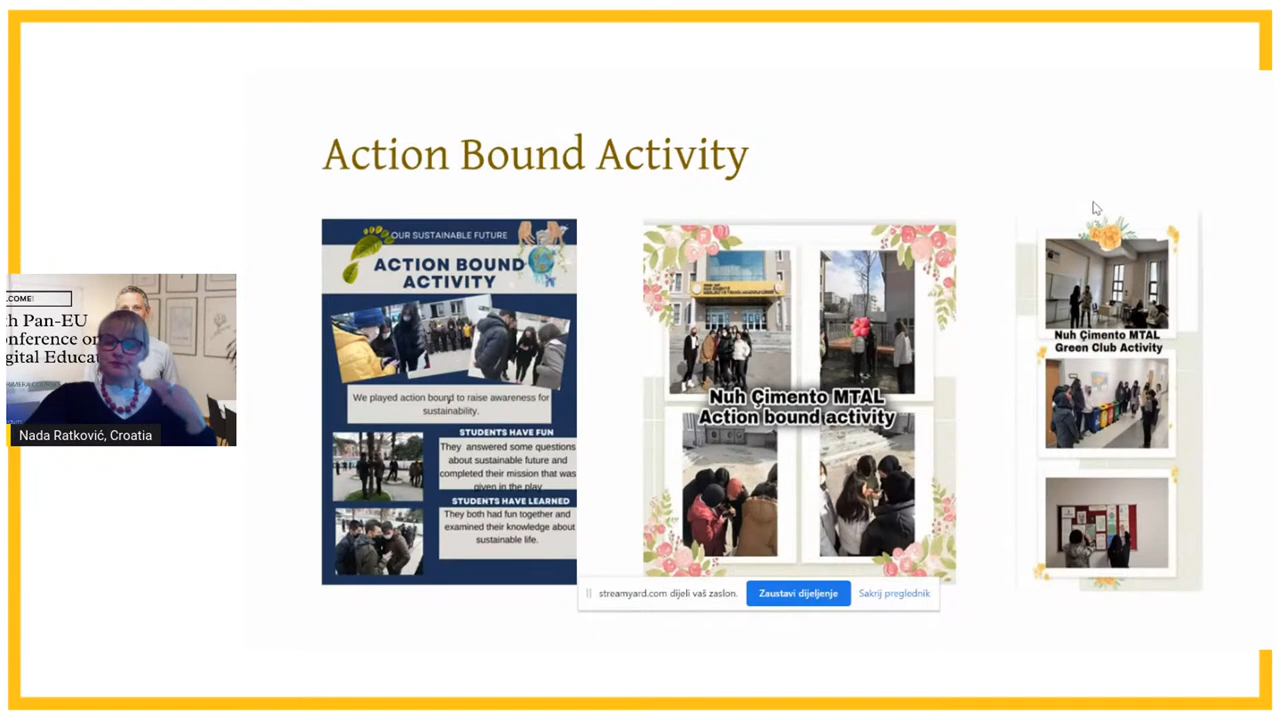 Action Bound Activity
OUR SUSTAINABLE FUTURE
ACTION BOUND
ACTIVITY
We played action bound to raise awareness for
sustainability.
STUDENTS HAVE FUN
They answered some questions
about sustainable future and
completed their mission that was
given in the play
STUDENTS HAVE LEARNED
They both had fun together and
examined their knowledge about
sustainable life.
Nuh Çimento MTAL
Action bound activity
Nuh Çimento MTAL
Green Club Activity
LCOME!
th Pan-EU
onference on
igital Educa
Nada Ratković, Croatia
streamyard.com dijeli vaš zaslon.
Zaustavi dijeljenje
Sakrij preglednik